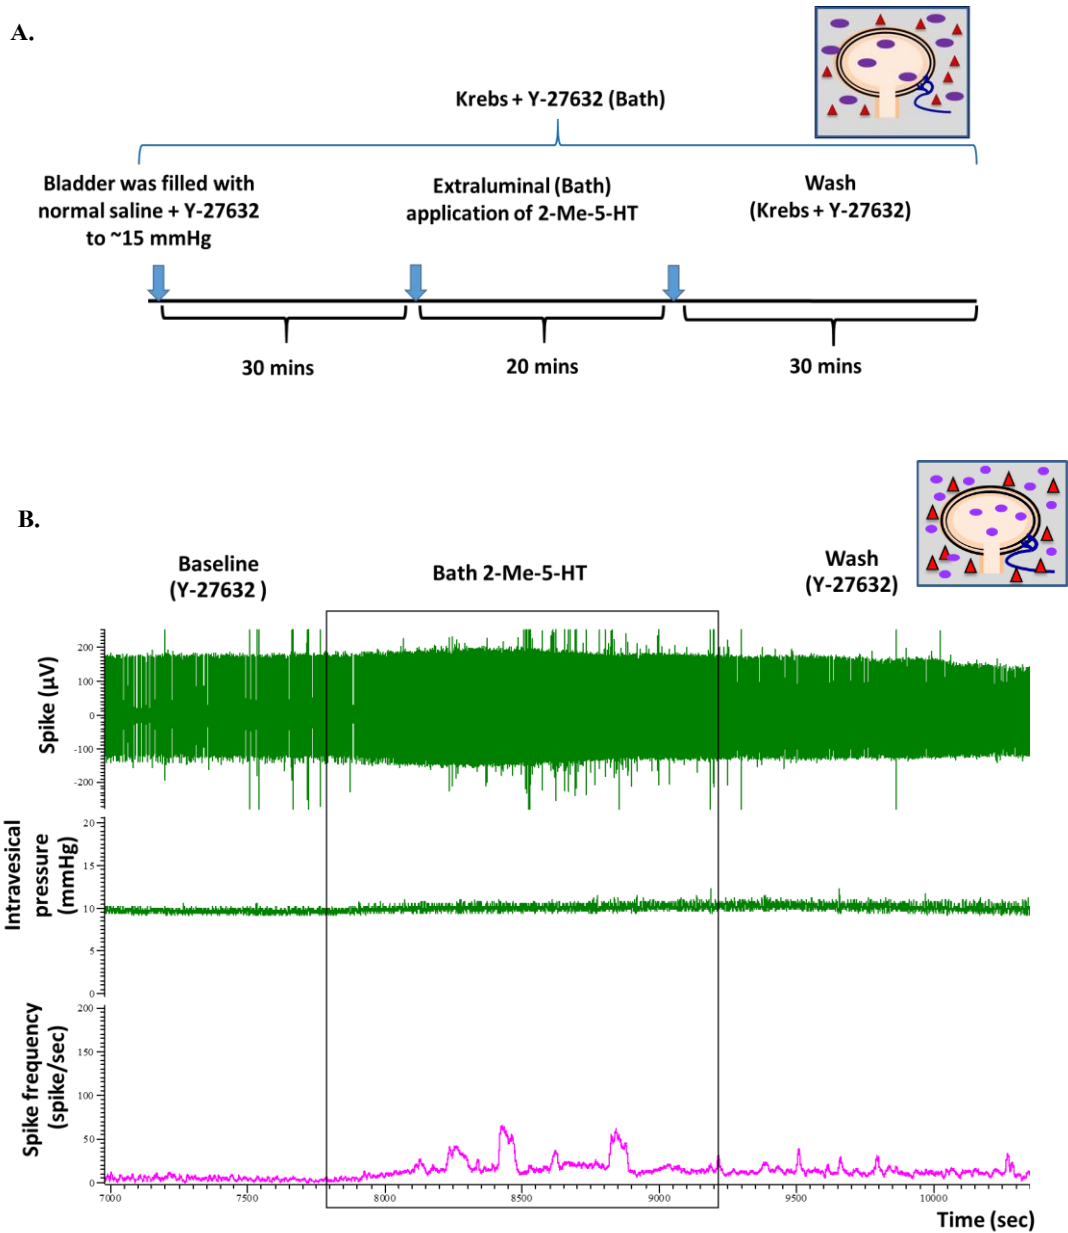 A.
Krebs + Y-27632 (Bath)
Bladder was filled with
normal saline + Y-27632
to ~15 mmHg
Extraluminal (Bath)
application of 2-Me-5-HT
Wash
(Krebs + Y-27632)
30 mins
20 mins
30 mins
B.
Baseline
(Y-27632 )
Bath 2-Me-5-HT
Wash
(Y-27632)
Spike (µV)
200
100
0
-100
-200
Intravesical
pressure
(mmHg)
20
15
10
5
0
Spike frequency
(spike/sec)
200
150
100
50
0
7000 7500 8000 8500 9000 9500 10000
Time (sec)